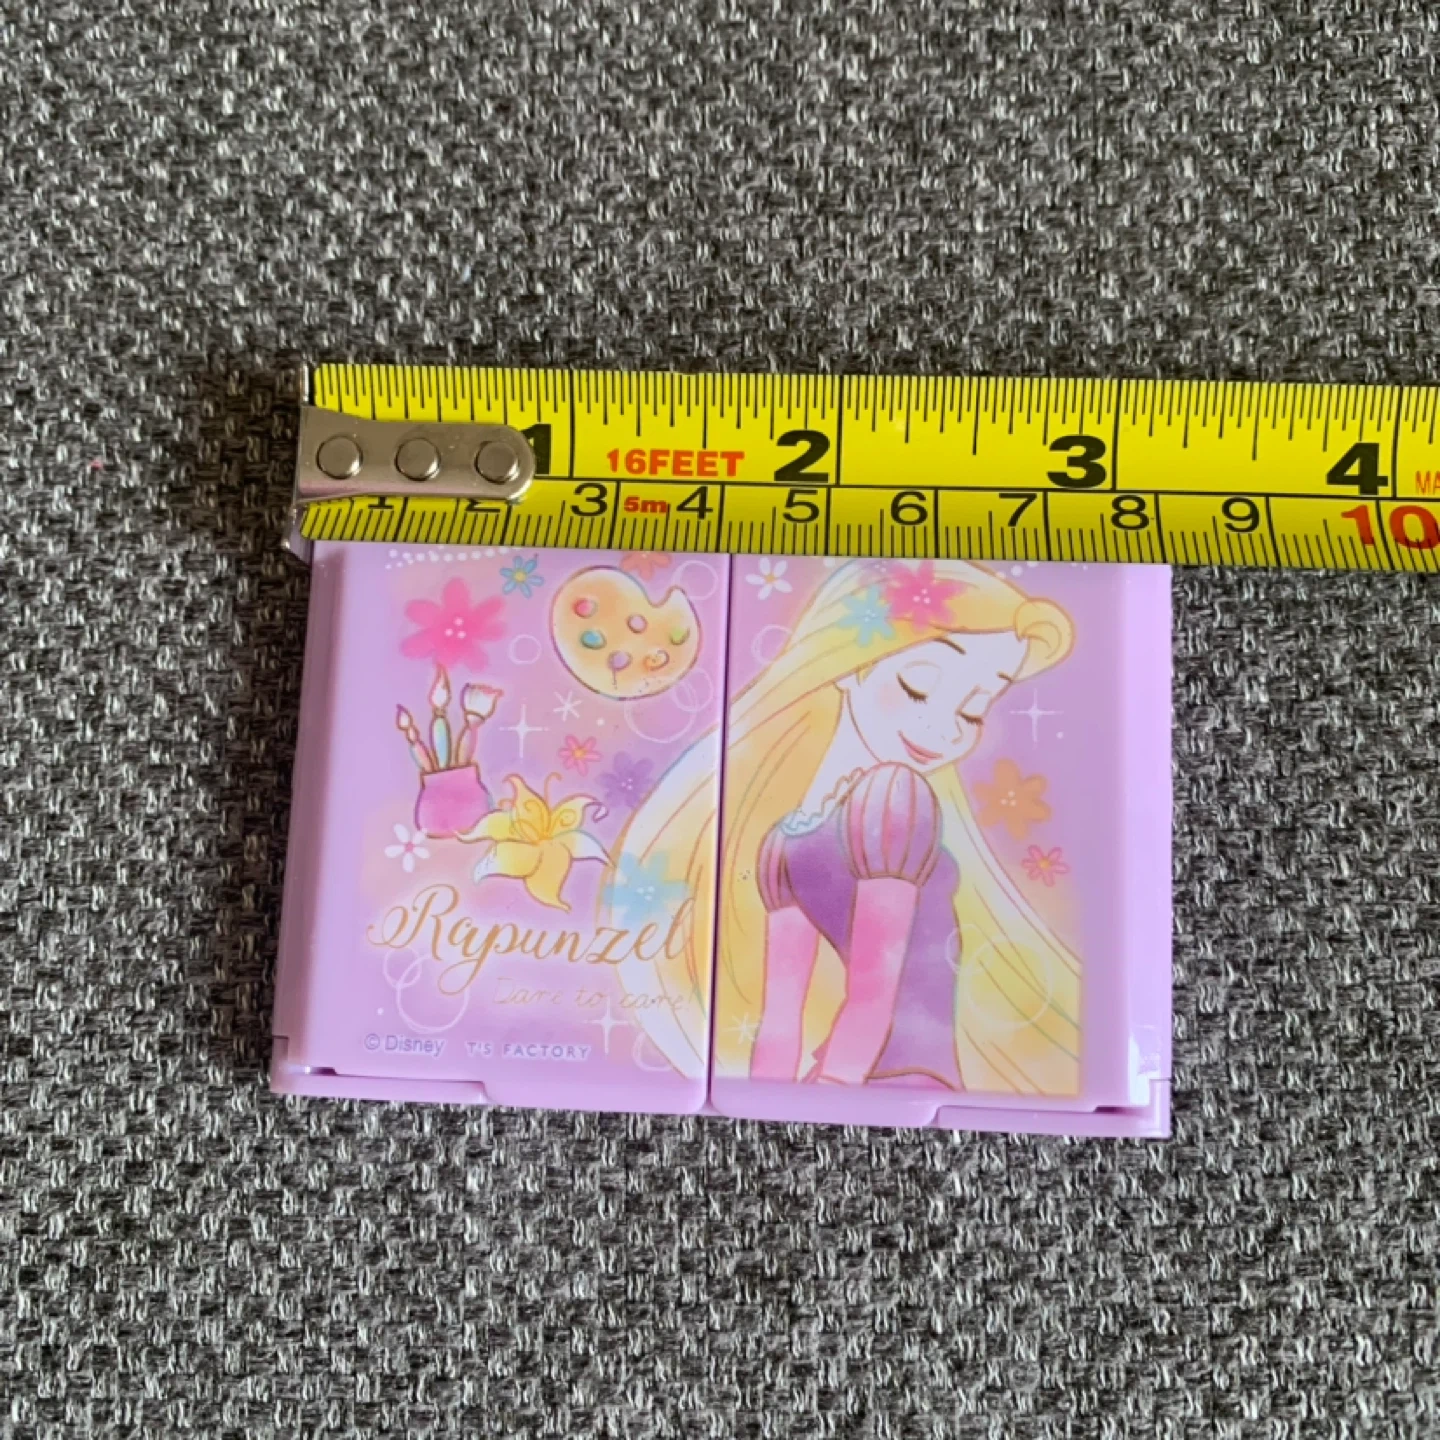 1 16FEET 2 3 4 MA
1 2 3 5m 4 5 6 7 8 9 10
Rapunzel
Dare to care!
© Disney T'S FACTORY